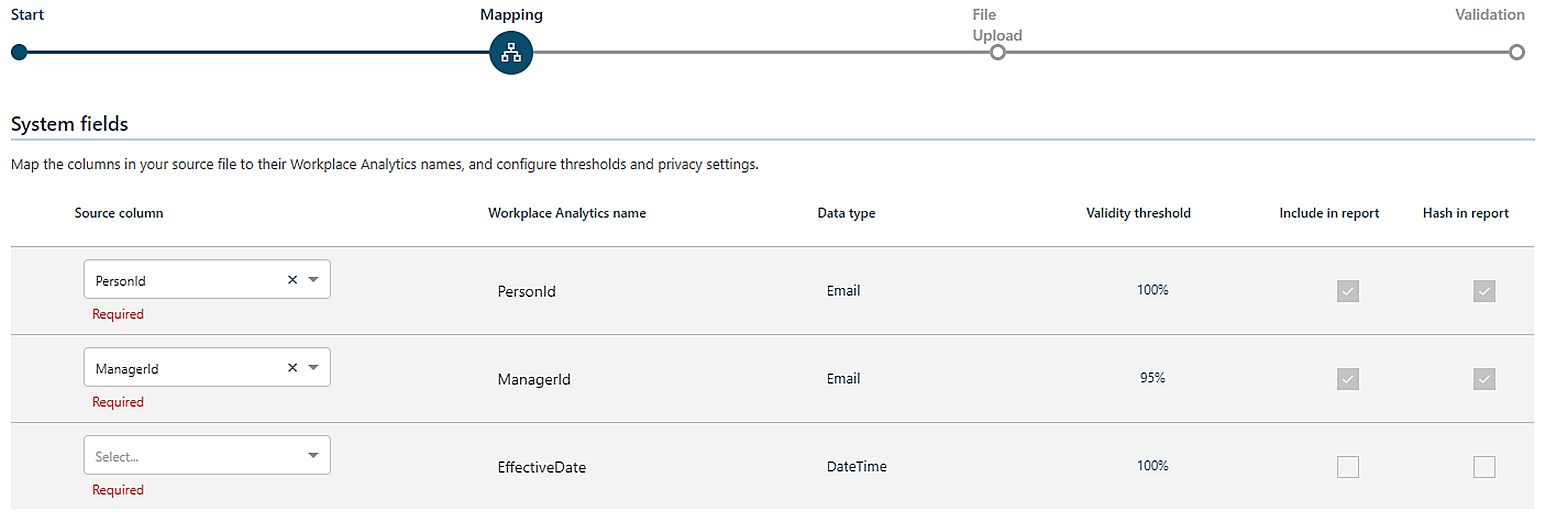 Start
Mapping
File
Upload
Validation
System fields
Map the columns in your source file to their Workplace Analytics names, and configure thresholds and privacy settings.
Source column Workplace Analytics name Data type Validity threshold Include in report Hash in report
PersonId PersonId Email 100%
Required
ManagerId ManagerId Email 95%
Required
Select... EffectiveDate DateTime 100%
Required